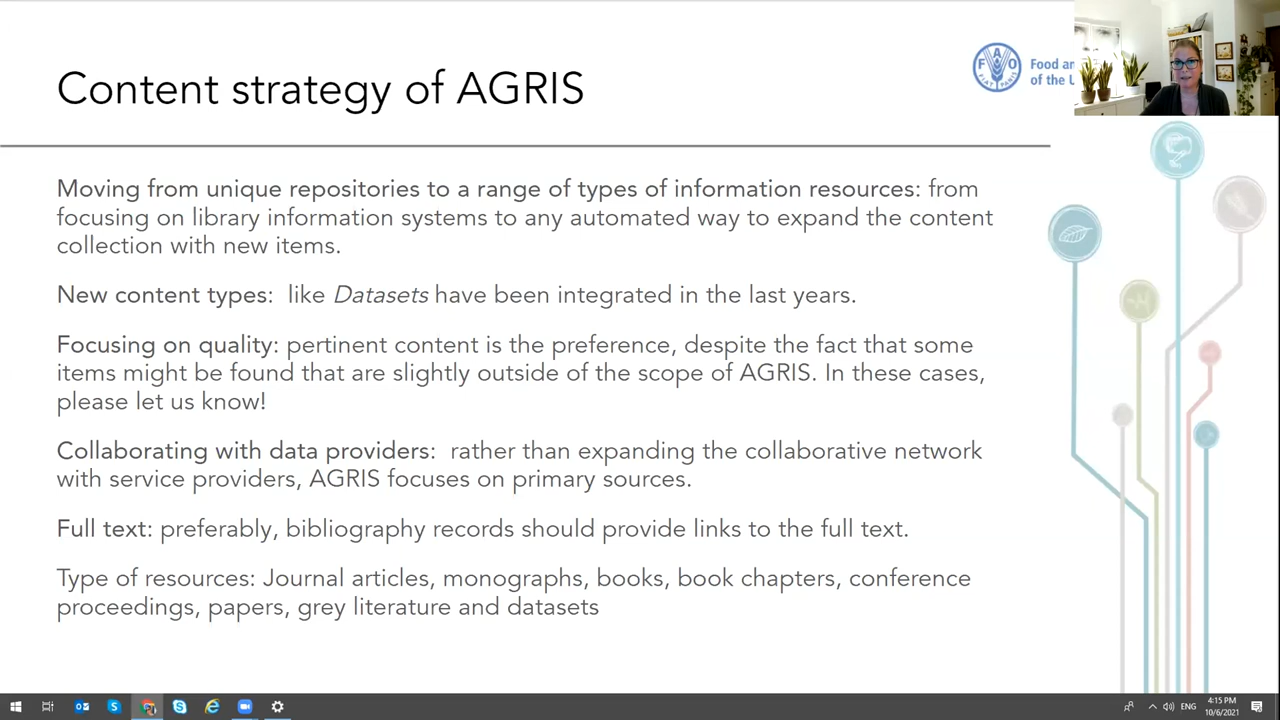 Content strategy of AGRIS
FAO
FIAT PANIS
Food an
of the U
Moving from unique repositories to a range of types of information resources: from
focusing on library information systems to any automated way to expand the content
collection with new items.
New content types: like Datasets have been integrated in the last years.
Focusing on quality: pertinent content is the preference, despite the fact that some
items might be found that are slightly outside of the scope of AGRIS. In these cases,
please let us know!
Collaborating with data providers: rather than expanding the collaborative network
with service providers, AGRIS focuses on primary sources.
Full text: preferably, bibliography records should provide links to the full text.
Type of resources: Journal articles, monographs, books, book chapters, conference
proceedings, papers, grey literature and datasets
ENG
4:15 PM
10/6/2021